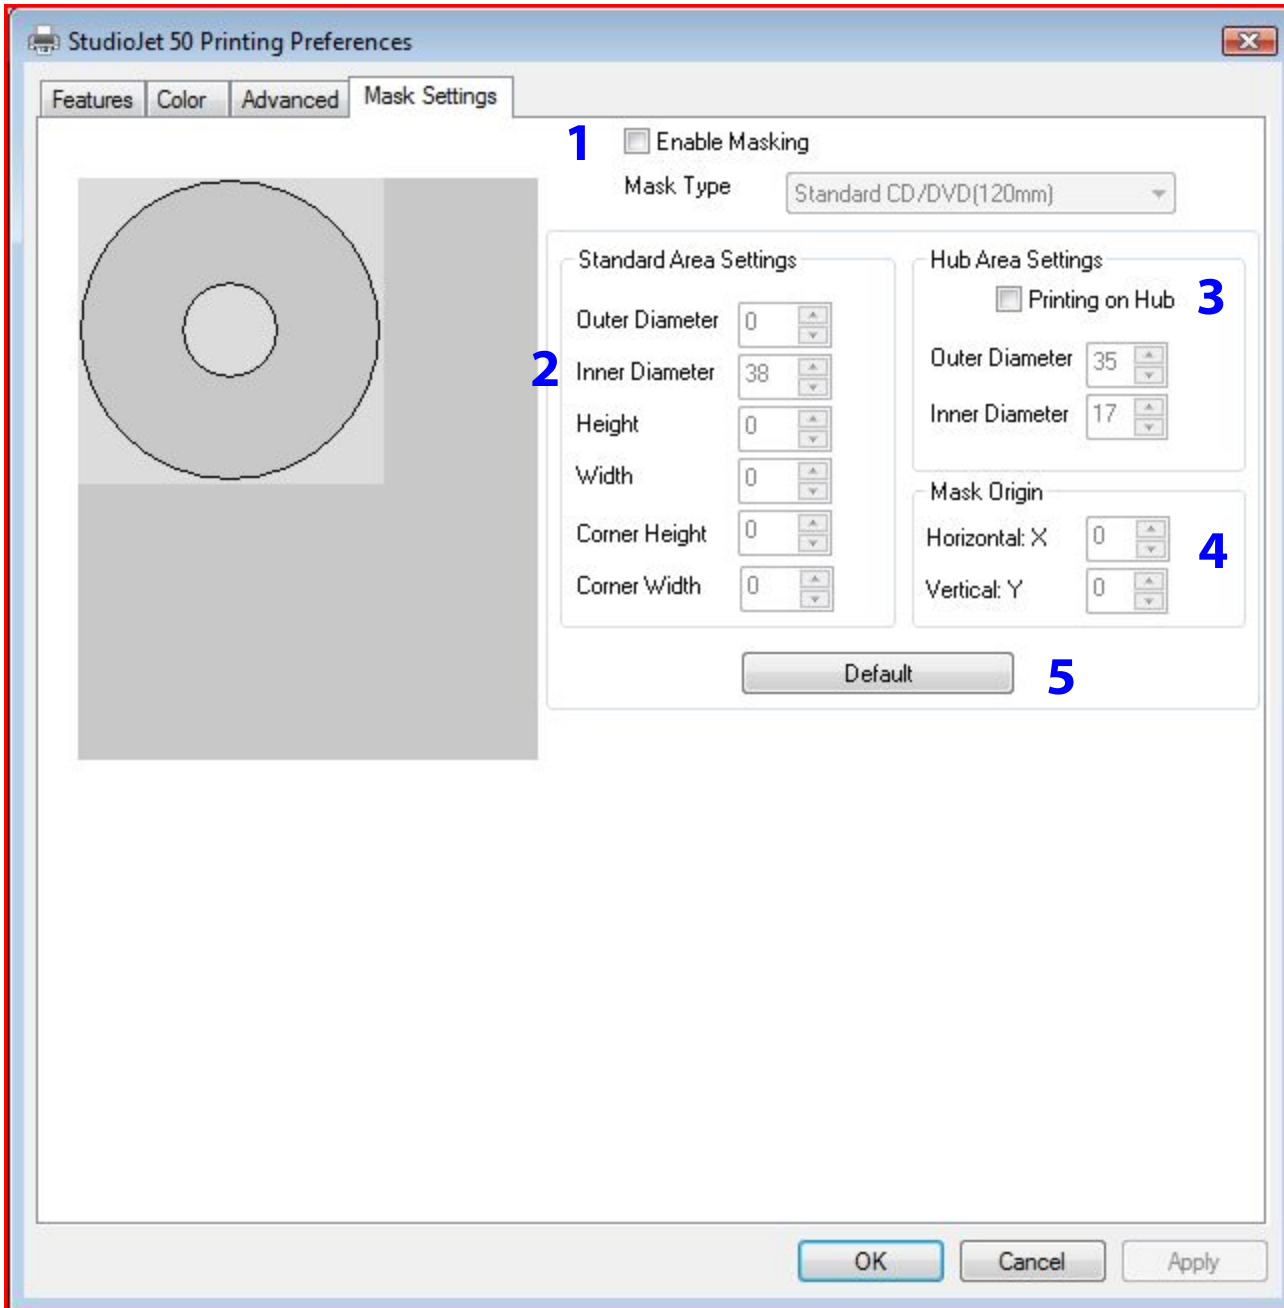 StudioJet 50 Printing Preferences
Features Color Advanced Mask Settings
1 Enable Masking
Mask Type Standard CD/DVD(120mm)
Standard Area Settings
2
Outer Diameter 0
Inner Diameter 38
Height 0
Width 0
Corner Height 0
Corner Width 0
Hub Area Settings
Printing on Hub 3
Outer Diameter 35
Inner Diameter 17
Mask Origin
Horizontal: X 0
4
Vertical: Y 0
Default 5
OK Cancel Apply